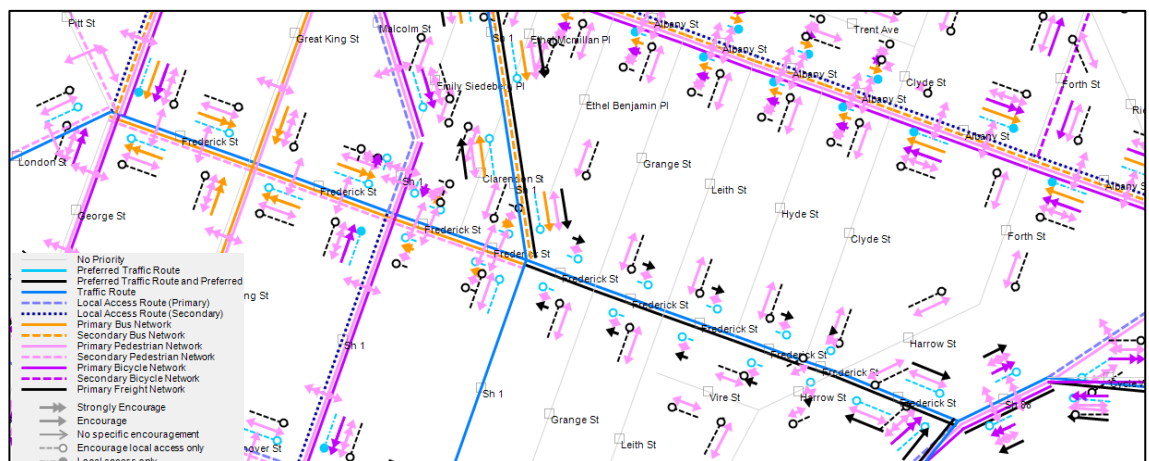 Pitt St
Great King St
Malcolm St
Sh 1
Ethel Mcmillan Pl
Albany St
Trent Ave
Albany St
Albany St
Clyde St
Forth St
Emily Siedeberg Pl
Ethel Benjamin Pl
Albany St
Frederick St
Albany St
London St
Grange St
Clarendon St
Sh 1
Frederick St
Sh 1
Leith St
Albany St
George St
Frederick St
Hyde St
Clyde St
Forth St
Frederick St
Frederick St
Frederick St
Frederick St
Sh 1
Harrow St
Frederick St
Frederick St
Sh 1
Vire St
Harrow St
Frederick St
Grange St
Leith St
No Priority
Preferred Traffic Route
Preferred Traffic Route and Preferred
Traffic Route
Local Access Route (Primary)
Local Access Route (Secondary)
Primary Bus Network
Secondary Bus Network
Primary Pedestrian Network
Secondary Pedestrian Network
Primary Bicycle Network
Secondary Bicycle Network
Primary Freight Network
Strongly Encourage
Encourage
No specific encouragement
Encourage local access only
Local access only